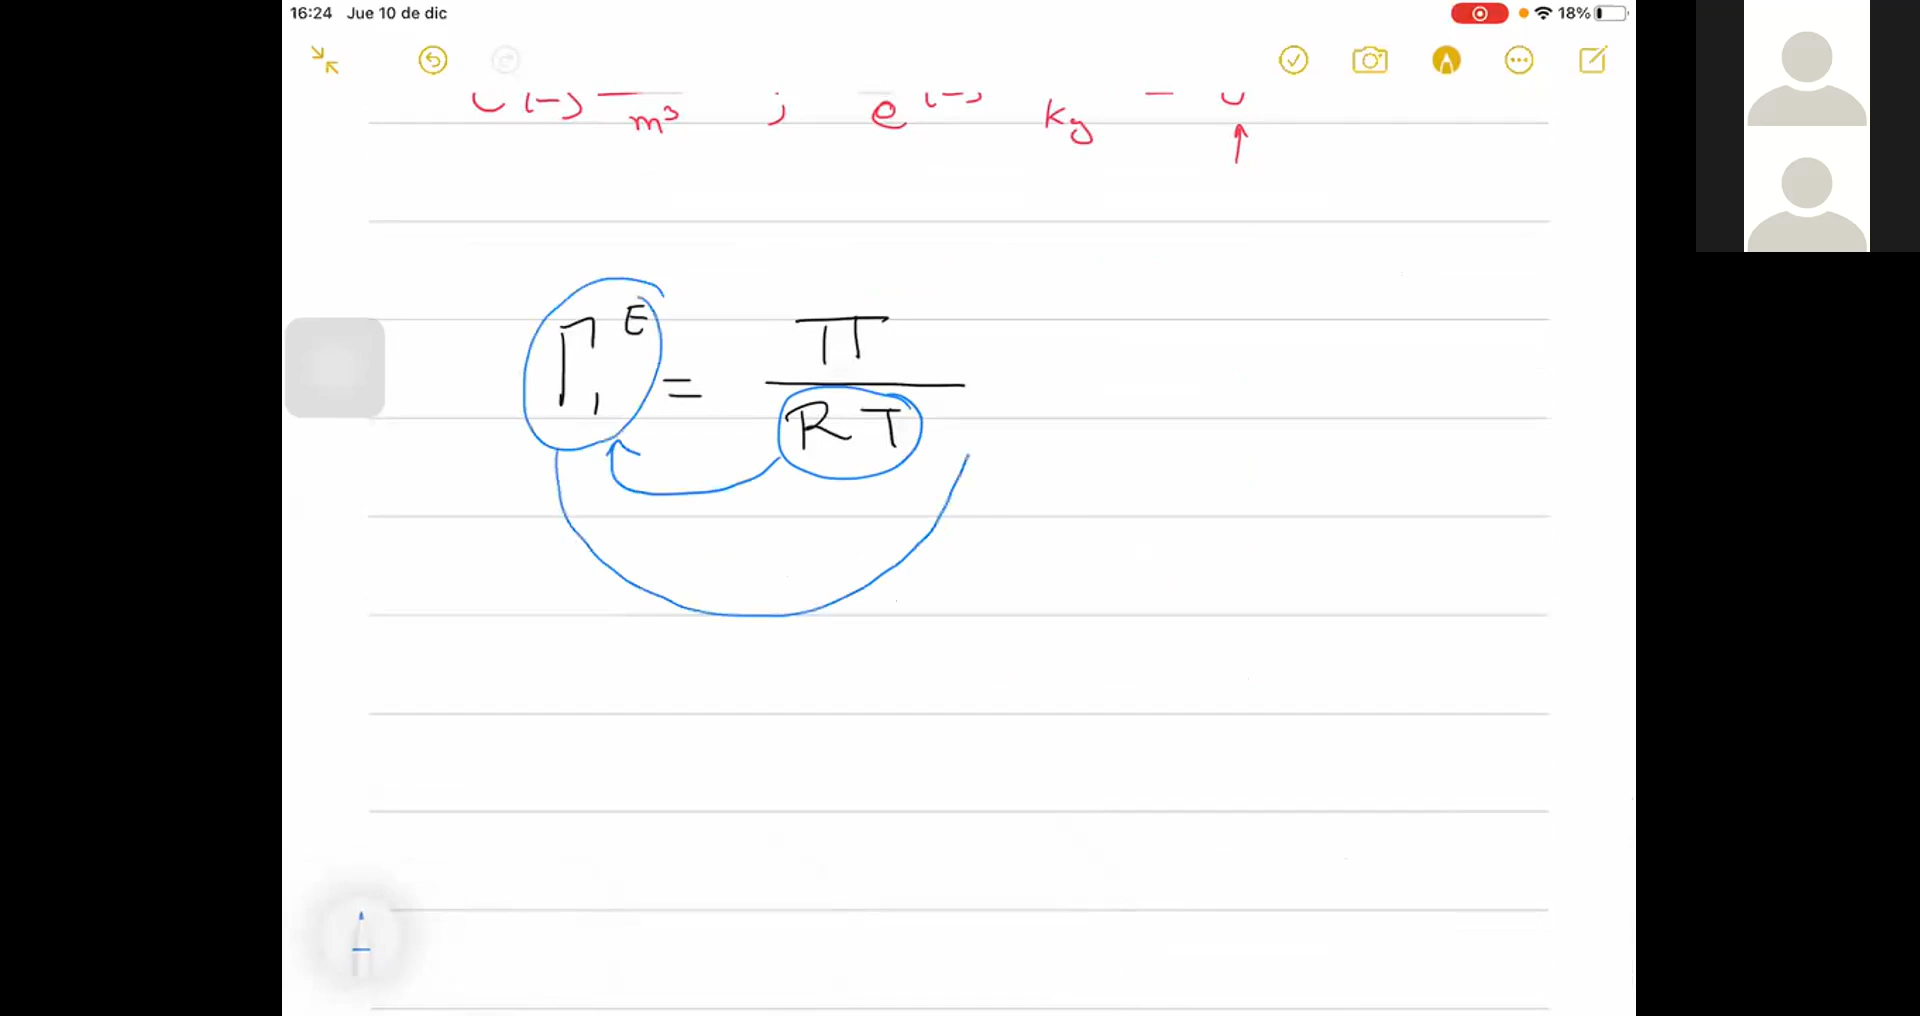 16:24 Jue 10 de dic 18%
m³ ; e kg
Γ₁ᴱ = π / RT